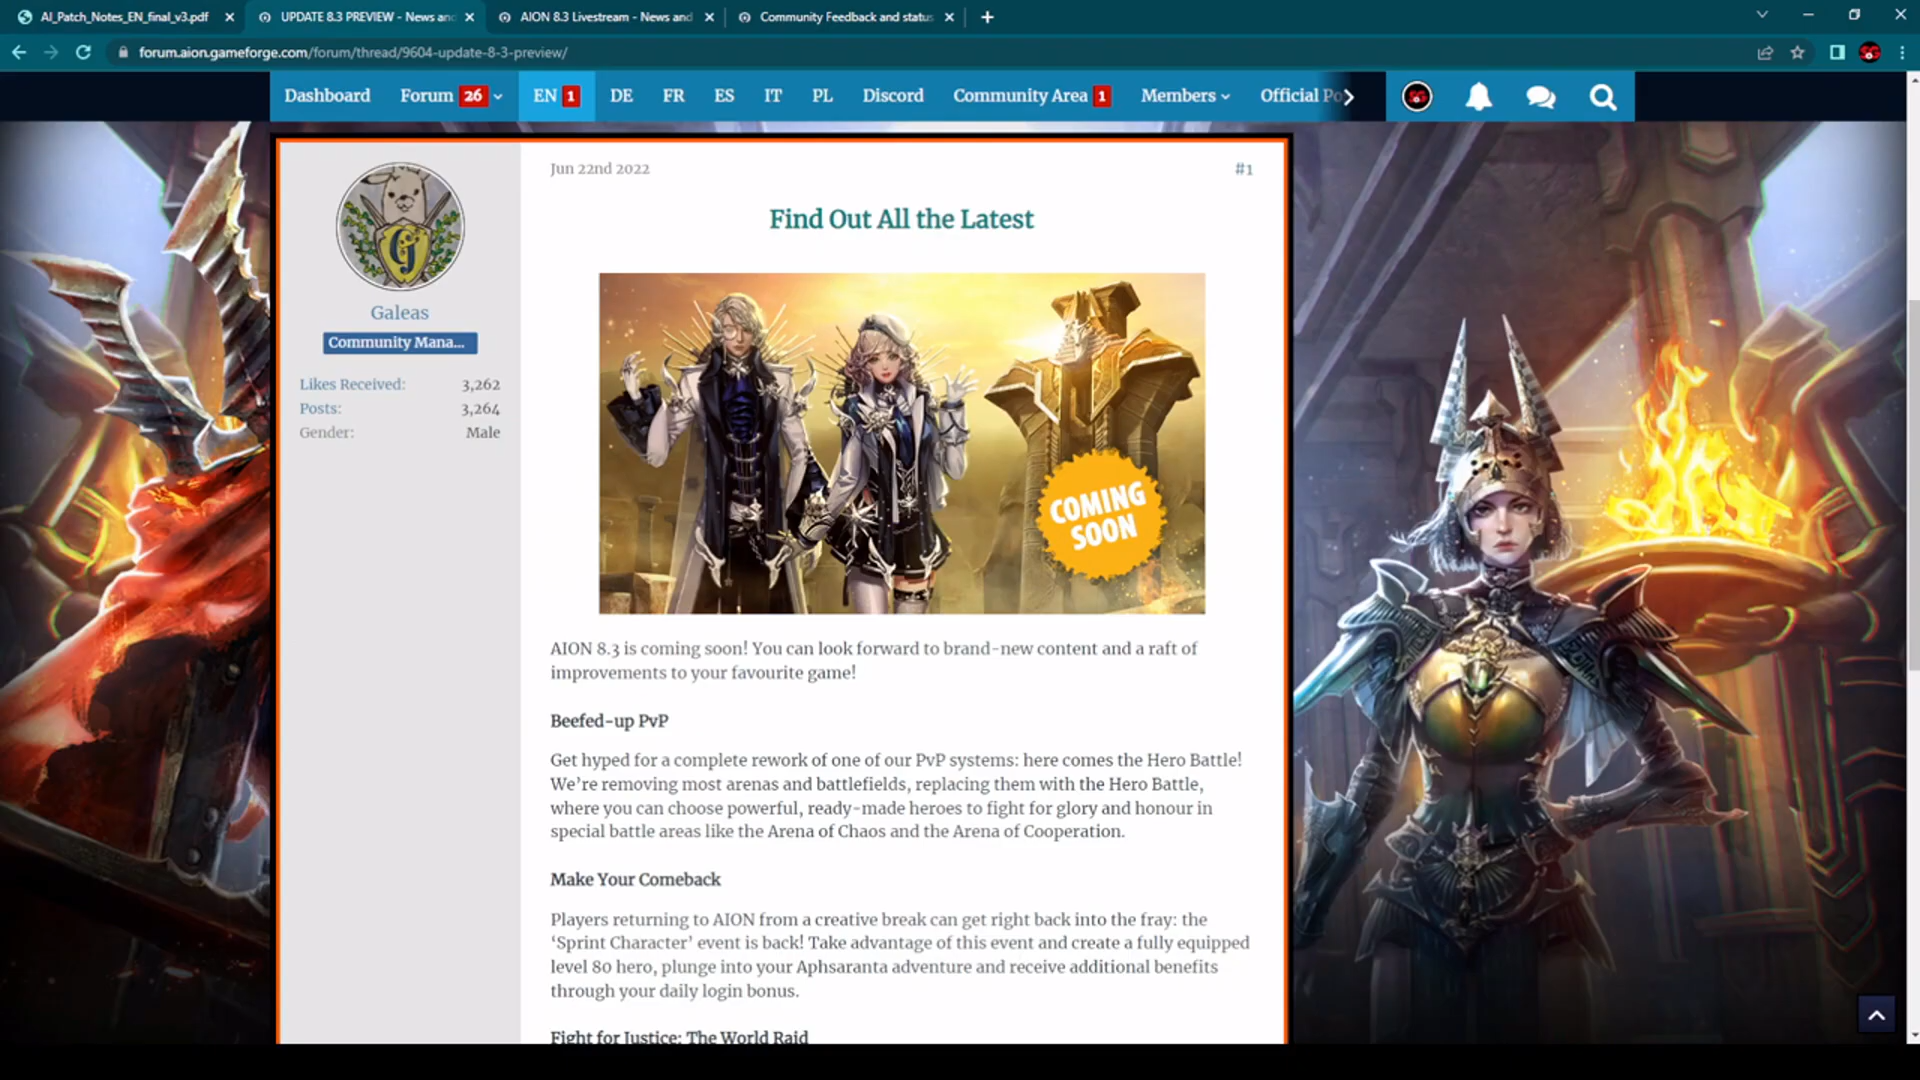 AI_Patch_Notes_EN_final_v3.pdf
UPDATE 8.3 PREVIEW - News and
AION 8.3 Livestream - News and
Community Feedback and status
forum.aion.gameforge.com/forum/thread/9604-update-8-3-preview/
Dashboard Forum 26 EN 1 DE FR ES IT PL Discord Community Area 1 Members Official Po
Jun 22nd 2022 #1
Find Out All the Latest
Galeas
Community Mana...
Likes Received: 3,262
Posts: 3,264
Gender: Male
COMING
SOON
AION 8.3 is coming soon! You can look forward to brand-new content and a raft of
improvements to your favourite game!
Beefed-up PvP
Get hyped for a complete rework of one of our PvP systems: here comes the Hero Battle!
We’re removing most arenas and battlefields, replacing them with the Hero Battle,
where you can choose powerful, ready-made heroes to fight for glory and honour in
special battle areas like the Arena of Chaos and the Arena of Cooperation.
Make Your Comeback
Players returning to AION from a creative break can get right back into the fray: the
‘Sprint Character’ event is back! Take advantage of this event and create a fully equipped
level 80 hero, plunge into your Aphsaranta adventure and receive additional benefits
through your daily login bonus.
Fight for Justice: The World Raid